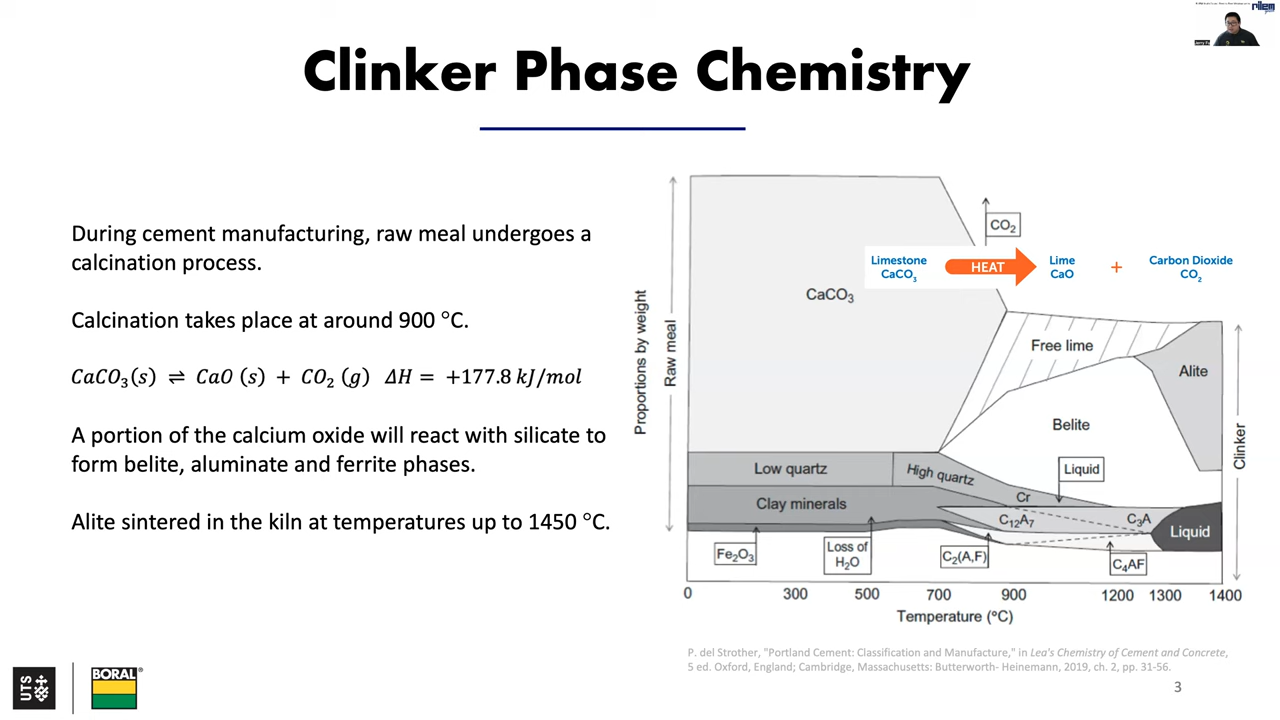 rilem
Clinker Phase Chemistry
During cement manufacturing, raw meal undergoes a
calcination process.
Calcination takes place at around 900 °C.
CaCO₃(s) ⇌ CaO (s) + CO₂ (g) ΔH = +177.8 kJ/mol
A portion of the calcium oxide will react with silicate to
form belite, aluminate and ferrite phases.
Alite sintered in the kiln at temperatures up to 1450 °C.
Proportions by weight
Raw meal
CO₂
Limestone
CaCO₃
HEAT
Lime
CaO
+
Carbon Dioxide
CO₂
CaCO₃
Free lime
Alite
Belite
Clinker
Low quartz
High quartz
Liquid
Cr
Clay minerals
C₁₂A₇
C₃A
Liquid
Fe₂O₃
Loss of
H₂O
C₂(A,F)
C₄AF
0 300 500 700 900 1200 1300 1400
Temperature (°C)
P. del Strother, "Portland Cement: Classification and Manufacture," in Lea's Chemistry of Cement and Concrete,
5 ed. Oxford, England; Cambridge, Massachusetts: Butterworth- Heinemann, 2019, ch. 2, pp. 31-56.
3
UTS
BORAL®